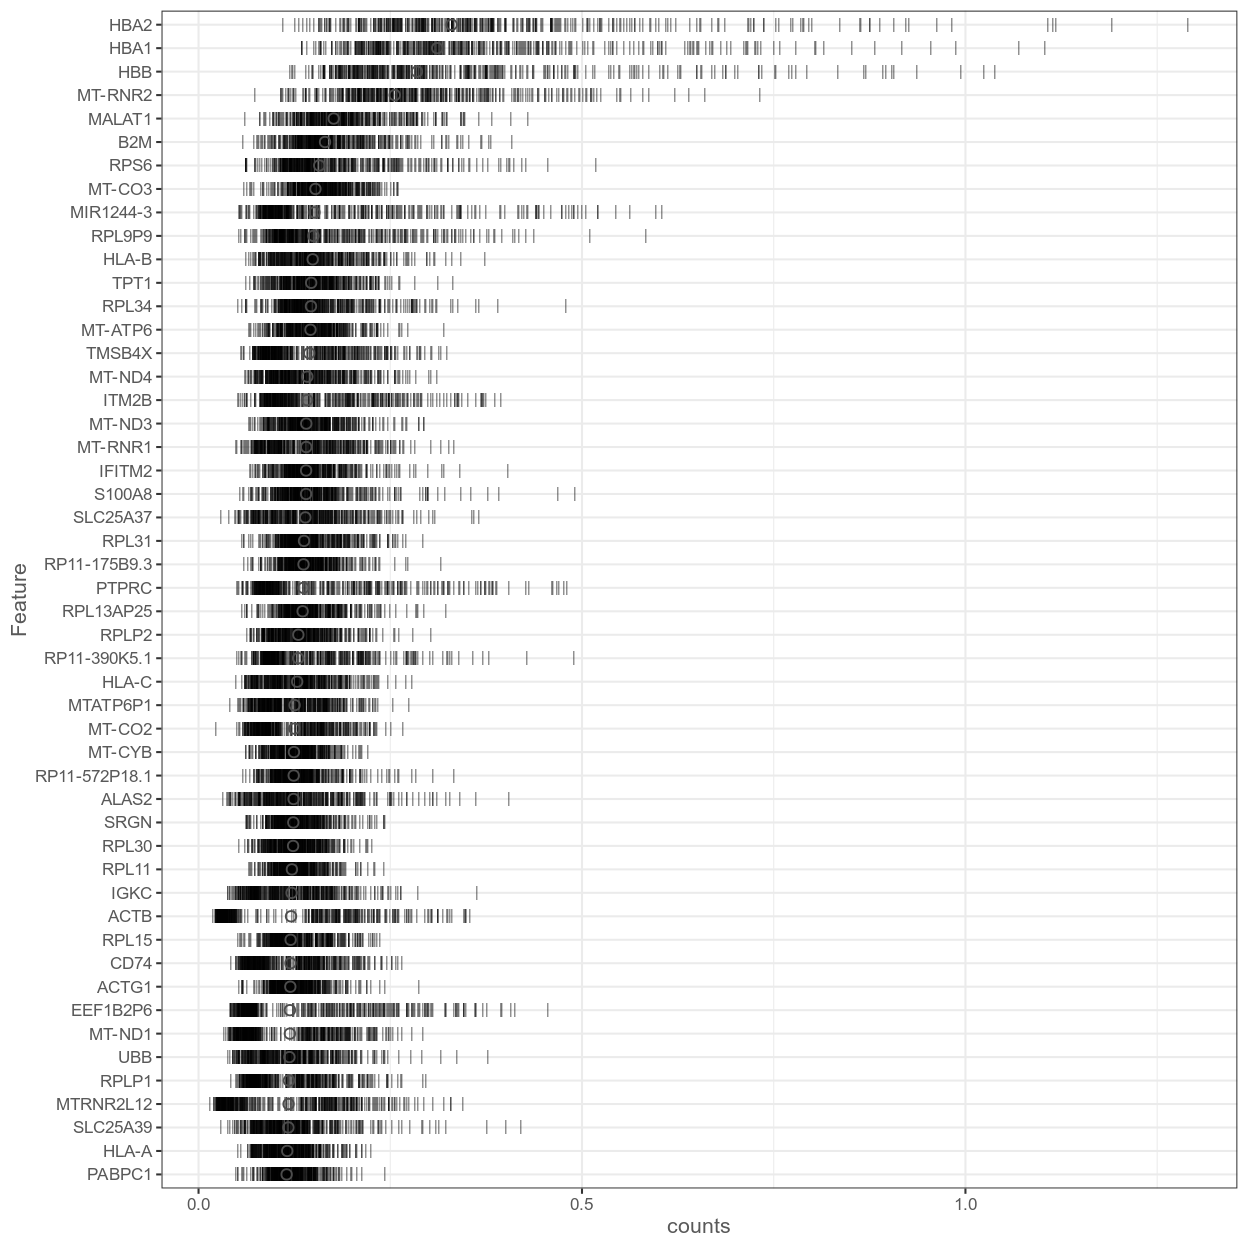 HBA2
HBA1
HBB
MT-RNR2
MALAT1
B2M
RPS6
MT-CO3
MIR1244-3
RPL9P9
HLA-B
TPT1
RPL34
MT-ATP6
TMSB4X
MT-ND4
ITM2B
MT-ND3
MT-RNR1
IFITM2
S100A8
SLC25A37
RPL31
RP11-175B9.3
PTPRC
RPL13AP25
RPLP2
RP11-390K5.1
HLA-C
MTATP6P1
MT-CO2
MT-CYB
RP11-572P18.1
ALAS2
SRGN
RPL30
RPL11
IGKC
ACTB
RPL15
CD74
ACTG1
EEF1B2P6
MT-ND1
UBB
RPLP1
MTRNR2L12
SLC25A39
HLA-A
PABPC1
Feature
0.0 0.5 1.0
counts